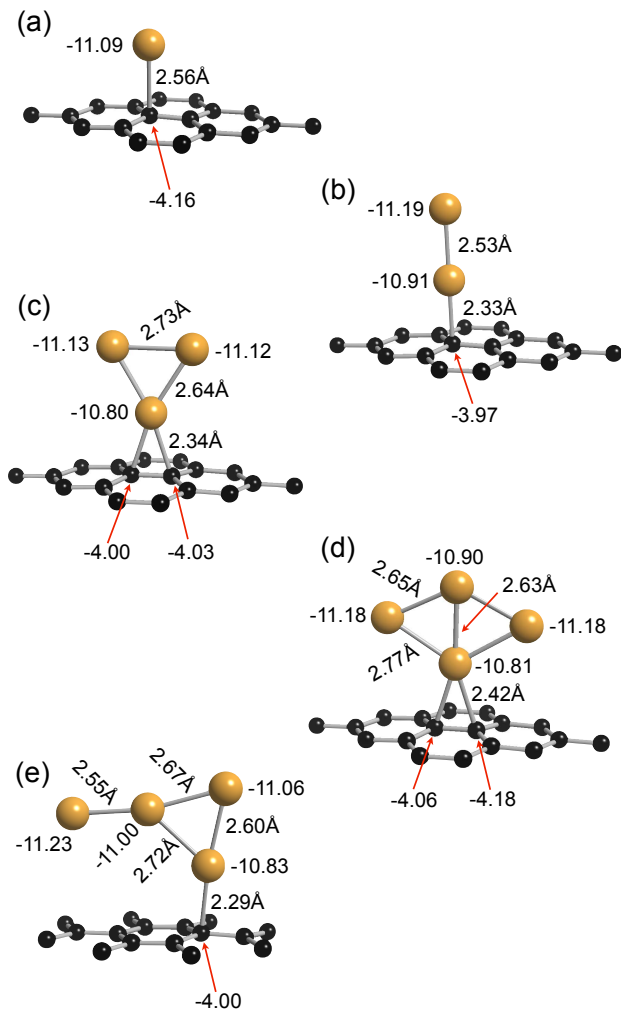 (a)
-11.09
2.56Å
-4.16
(b)
-11.19
2.53Å
-10.91
2.33Å
-3.97
(c)
2.73Å
-11.13
-11.12
2.64Å
-10.80
2.34Å
-4.00
-4.03
(d)
-10.90
2.65Å
2.63Å
-11.18
-11.18
2.77Å
-10.81
2.42Å
-4.06
-4.18
(e)
2.55Å
2.67Å
-11.06
-11.23
-11.00
2.60Å
2.72Å
-10.83
2.29Å
-4.00